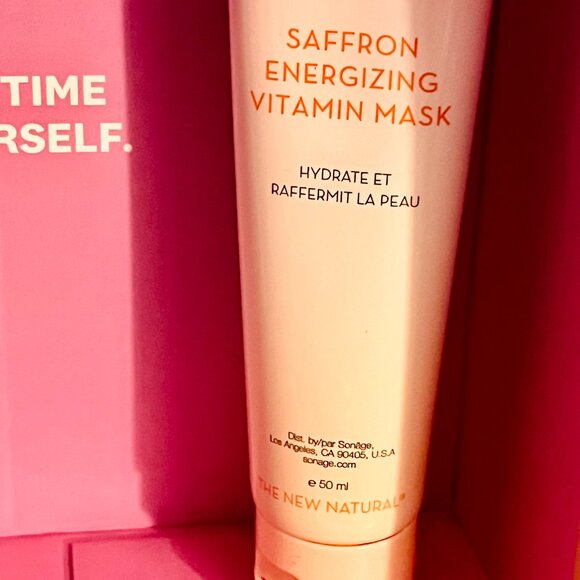 TIME
RSELF.
SAFFRON
ENERGIZING
VITAMIN MASK
HYDRATE ET
RAFFERMIT LA PEAU
Dist. by/par Sonâge,
Los Angeles, CA 90405, U.S.A
sonage.com
℮ 50 ml
THE NEW NATURAL®